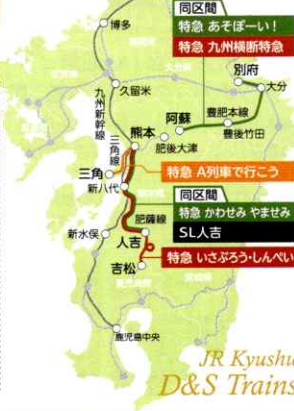 同区間
特急 あそぼーい!
特急 九州横断特急
博多
別府
久留米
大分
九州新幹線
阿蘇
豊肥本線
熊本
豊後竹田
三角線
肥後大津
三角
特急 A列車で行こう
新八代
同区間
特急 かわせみ やませみ
肥薩線
SL人吉
新水俣
人吉
特急 いさぶろう・しんぺい
吉松
鹿児島中央
JR Kyushu
D&S Trains